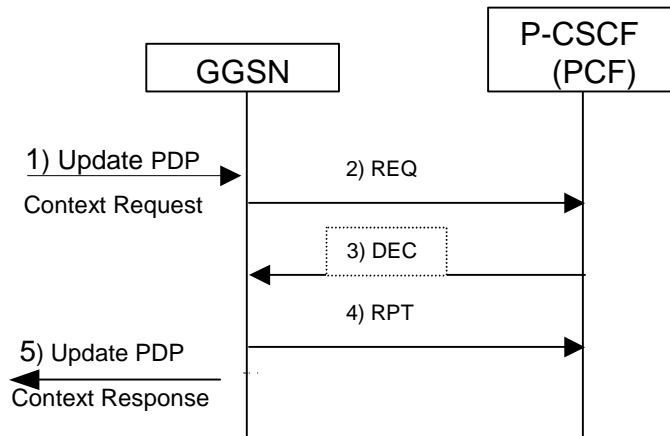 P-CSCF
(PCF)
GGSN
1) Update PDP
Context Request
2) REQ
3) DEC
4) RPT
5) Update PDP
Context Response